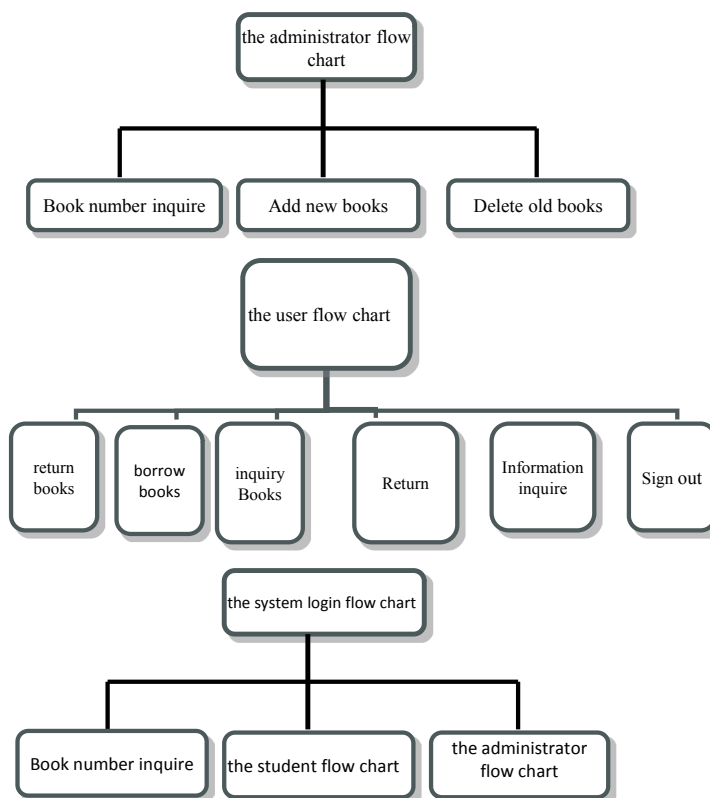 the administrator flow
chart
Book number inquire
Add new books
Delete old books
the user flow chart
return
books
borrow
books
inquiry
Books
Return
Information
inquire
Sign out
the system login flow chart
Book number inquire
the student flow chart
the administrator
flow chart